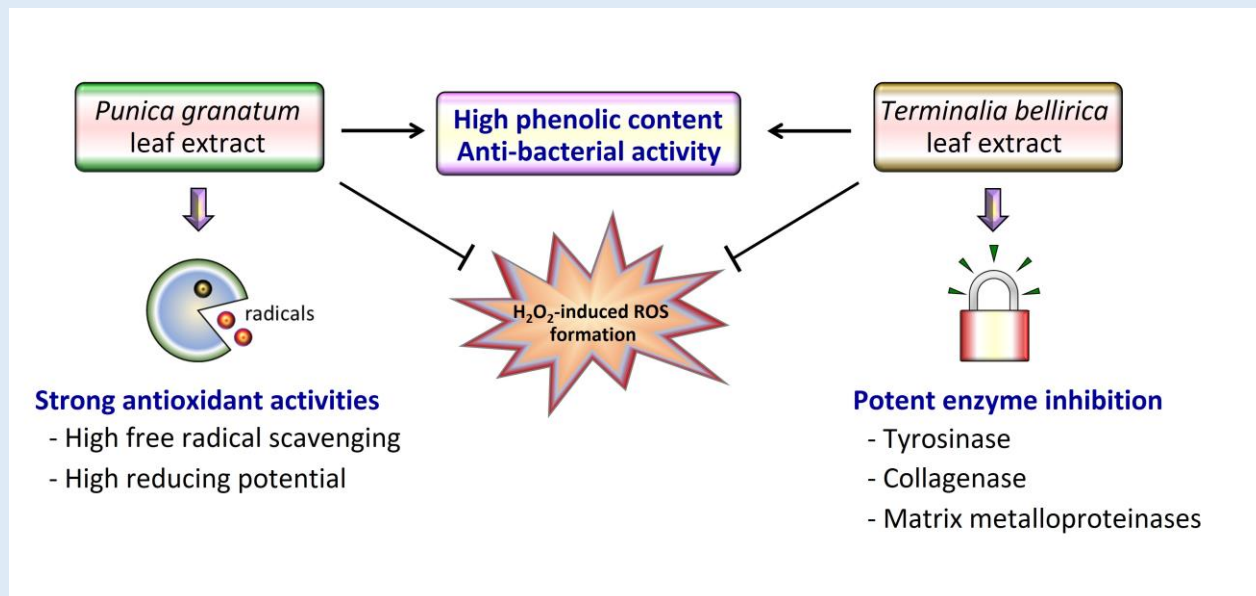 Punica granatum
leaf extract
High phenolic content
Anti-bacterial activity
Terminalia bellirica
leaf extract
radicals
H₂O₂-induced ROS
formation
Strong antioxidant activities
- High free radical scavenging
- High reducing potential
Potent enzyme inhibition
- Tyrosinase
- Collagenase
- Matrix metalloproteinases